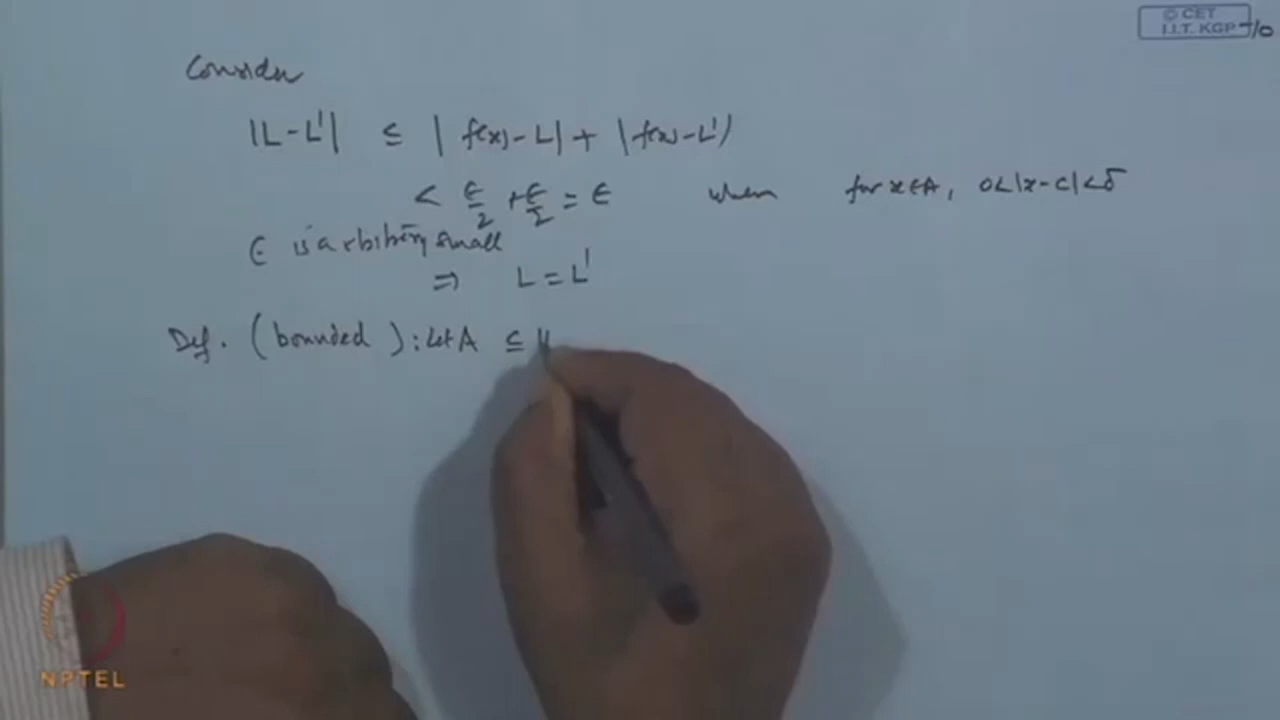 © CET
I.I.T. KGP
Consider
|L - L'| ≤ | f(x) - L| + |f(x) - L'|
< ε/2 + ε/2 = ε when for x ∈ A, 0 < |x - c| < δ
ε is arbitrary small
⇒ L = L'
Def. (bounded): Let A ⊆
NPTEL